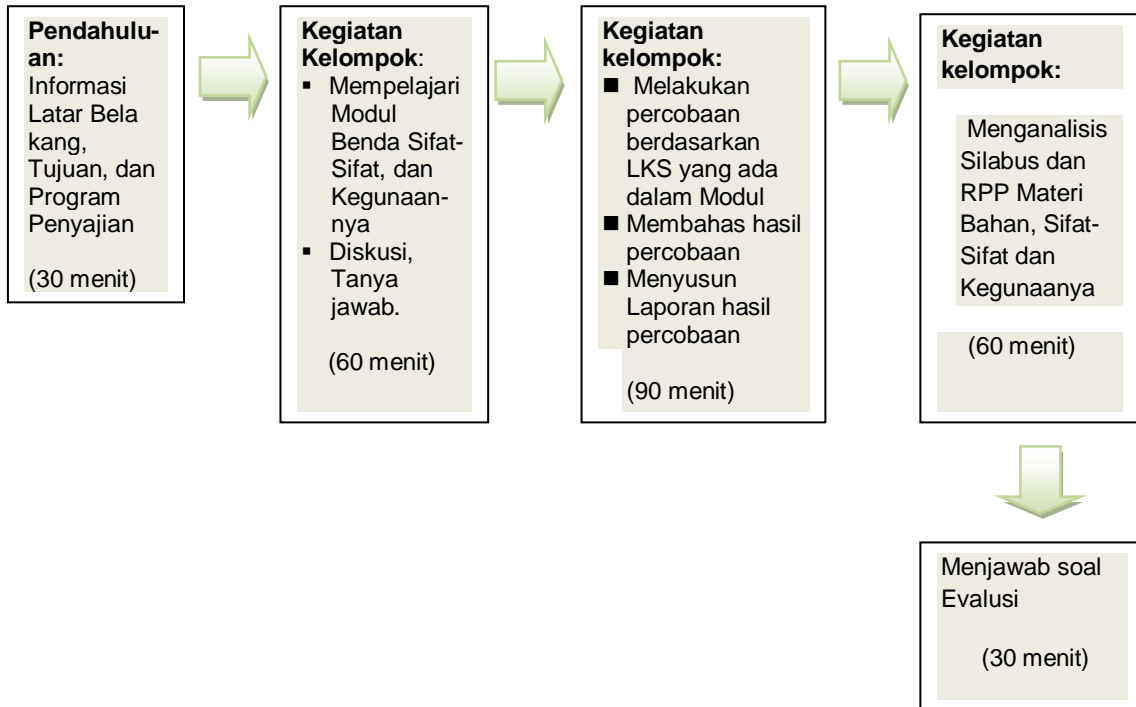 Pendahulu-
an:
Informasi
Latar Bela
kang,
Tujuan, dan
Program
Penyajian
(30 menit)
Kegiatan
Kelompok:
▪ Mempelajari
Modul
Benda Sifat-
Sifat, dan
Kegunaan-
nya
▪ Diskusi,
Tanya
jawab.
(60 menit)
Kegiatan
kelompok:
■ Melakukan
percobaan
berdasarkan
LKS yang ada
dalam Modul
■ Membahas hasil
percobaan
■ Menyusun
Laporan hasil
percobaan
(90 menit)
Kegiatan
kelompok:
Menganalisis
Silabus dan
RPP Materi
Bahan, Sifat-
Sifat dan
Kegunaanya
(60 menit)
Menjawab soal
Evalusi
(30 menit)